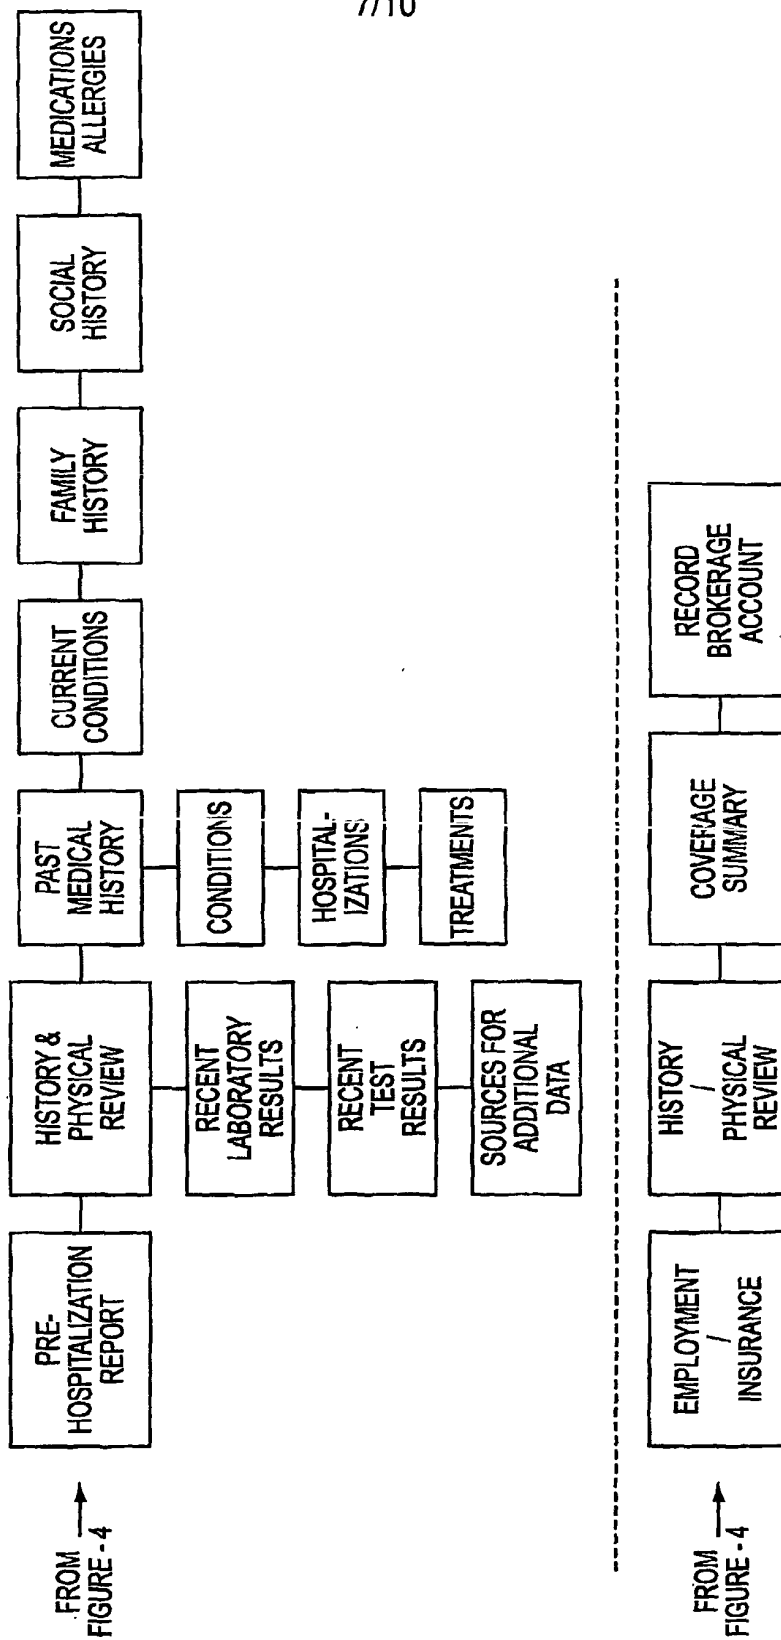 7/10
FROM
FIGURE - 4
PRE-
HOSPITALIZATION
REPORT
HISTORY &
PHYSICAL
REVIEW
PAST
MEDICAL
HISTORY
CURRENT
CONDITIONS
FAMILY
HISTORY
SOCIAL
HISTORY
MEDICATIONS
ALLERGIES
RECENT
LABORATORY
RESULTS
RECENT
TEST
RESULTS
SOURCES FOR
ADDITIONAL
DATA
CONDITIONS
HOSPITAL-
IZATIONS
TREATMENTS
FROM
FIGURE - 4
EMPLOYMENT
/
INSURANCE
HISTORY
/
PHYSICAL
REVIEW
COVERAGE
SUMMARY
RECORD
BROKERAGE
ACCOUNT